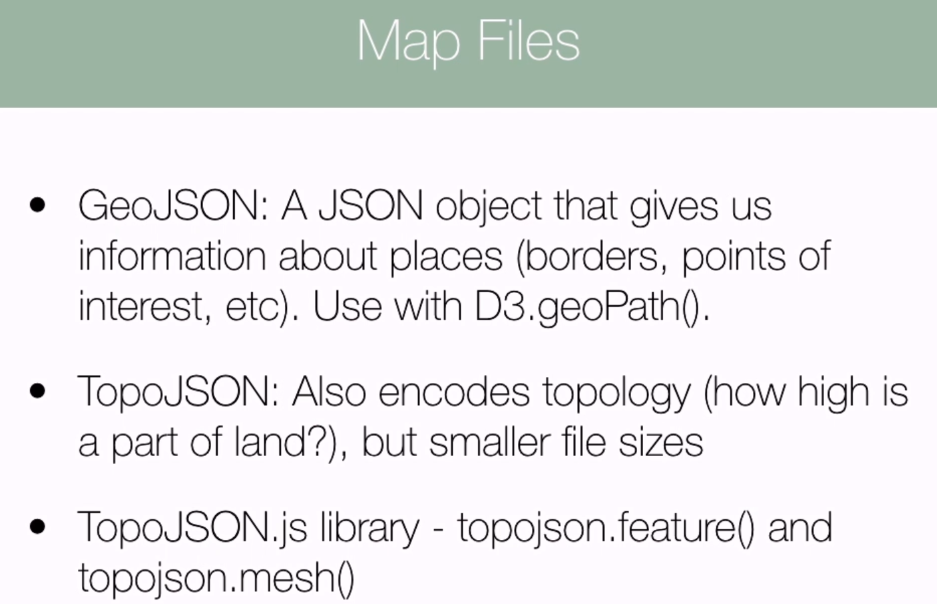 Map Files
• GeoJSON: A JSON object that gives us
information about places (borders, points of
interest, etc). Use with D3.geoPath().
• TopoJSON: Also encodes topology (how high is
a part of land?), but smaller file sizes
• TopoJSON.js library - topojson.feature() and
topojson.mesh()